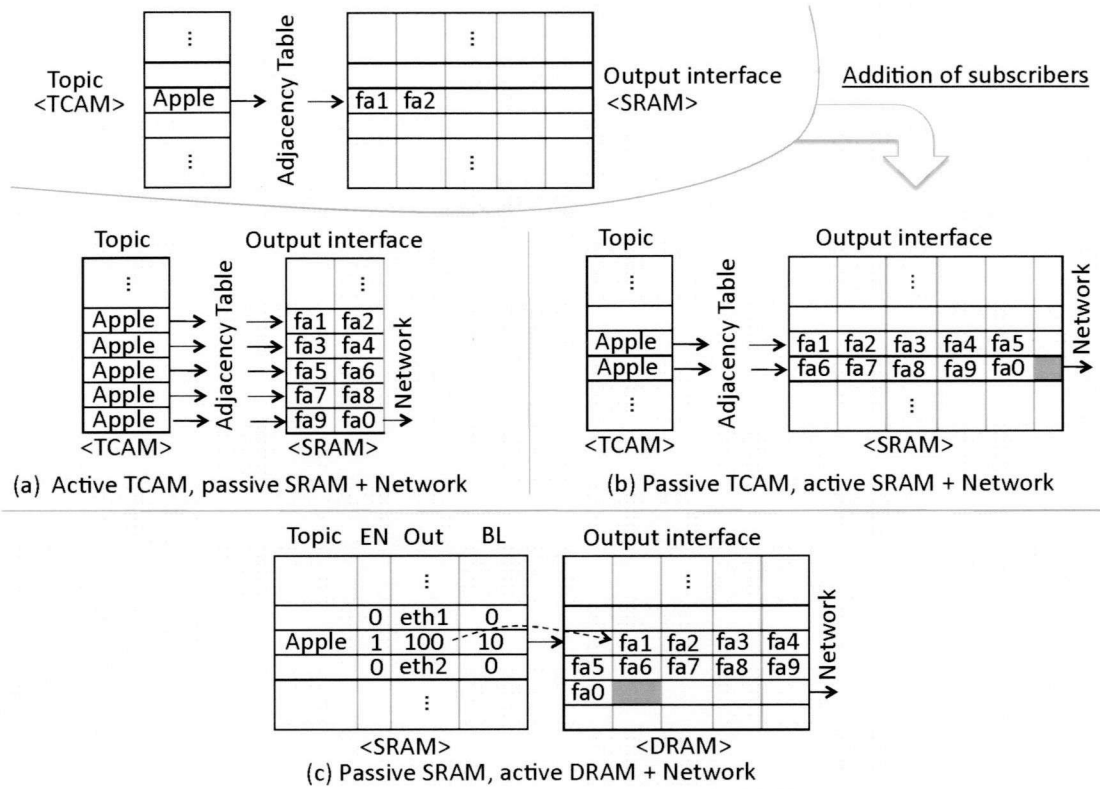 ⋮
Topic
<TCAM>
Apple
⋮
Adjacency Table
⋮
fa1 fa2
⋮
Output interface
<SRAM>
Addition of subscribers
Topic
⋮
Apple
Apple
Apple
Apple
Apple
<TCAM>
Adjacency Table
Output interface
⋮
fa1 fa2
fa3 fa4
fa5 fa6
fa7 fa8
fa9 fa0
<SRAM>
Network
(a) Active TCAM, passive SRAM + Network
Topic
⋮
Apple
Apple
⋮
<TCAM>
Adjacency Table
Output interface
⋮
fa1 fa2 fa3 fa4 fa5
fa6 fa7 fa8 fa9 fa0
⋮
<SRAM>
Network
(b) Passive TCAM, active SRAM + Network
Topic EN Out BL
⋮
0 eth1 0
Apple 1 100 10
0 eth2 0
⋮
<SRAM>
Output interface
⋮
fa1 fa2 fa3 fa4
fa5 fa6 fa7 fa8 fa9
fa0
<DRAM>
Network
(c) Passive SRAM, active DRAM + Network